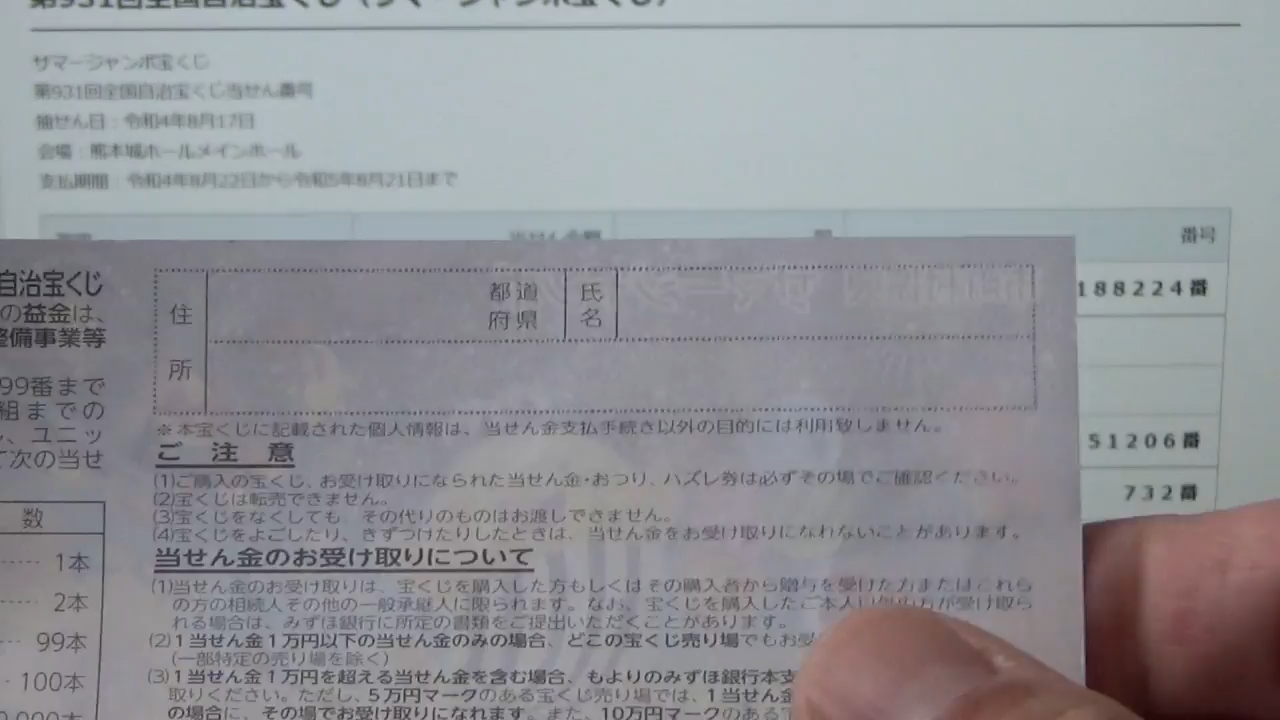 第931回全国自治宝くじ(サマージャンボ宝くじ)
サマージャンボ宝くじ
第931回全国自治宝くじ当せん番号
抽せん日:令和4年8月17日
会場:熊本城ホールメインホール
支払期間:令和4年8月22日から令和5年8月21日まで
番号
188224番
51206番
732番
自治宝くじ
の益金は、
整備事業等
99番まで
組までの
、ユニッ
て次の当せ
数
1本
2本
99本
100本
住所
都道府県
氏名
※本宝くじに記載された個人情報は、当せん金支払手続き以外の目的には利用致しません。
ご注意
(1)ご購入の宝くじ、お受け取りになられた当せん金・おつり、ハズレ券は必ずその場でご確認ください。
(2)宝くじは転売できません。
(3)宝くじをなくしても、その代りのものはお渡しできません。
(4)宝くじをよごしたり、きずつけたりしたときは、当せん金をお受け取りになれないことがあります。
当せん金のお受け取りについて
(1)当せん金のお受け取りは、宝くじを購入した方もしくはその購入者から贈与を受けた方またはこれら
の方の相続人その他の一般承継人に限られます。なお、宝くじを購入したご本人以外の方が受け取ら
れる場合は、みずほ銀行に所定の書類をご提出いただくことがあります。
(2)1当せん金1万円以下の当せん金のみの場合、どこの宝くじ売り場でもお受
(一部特定の売り場を除く)
(3)1当せん金1万円を超える当せん金を含む場合、もよりのみずほ銀行本支
取りください。ただし、5万円マークのある宝くじ売り場では、1当せん金
の場合に、その場でお受け取りになれます。また、10万円マークのある